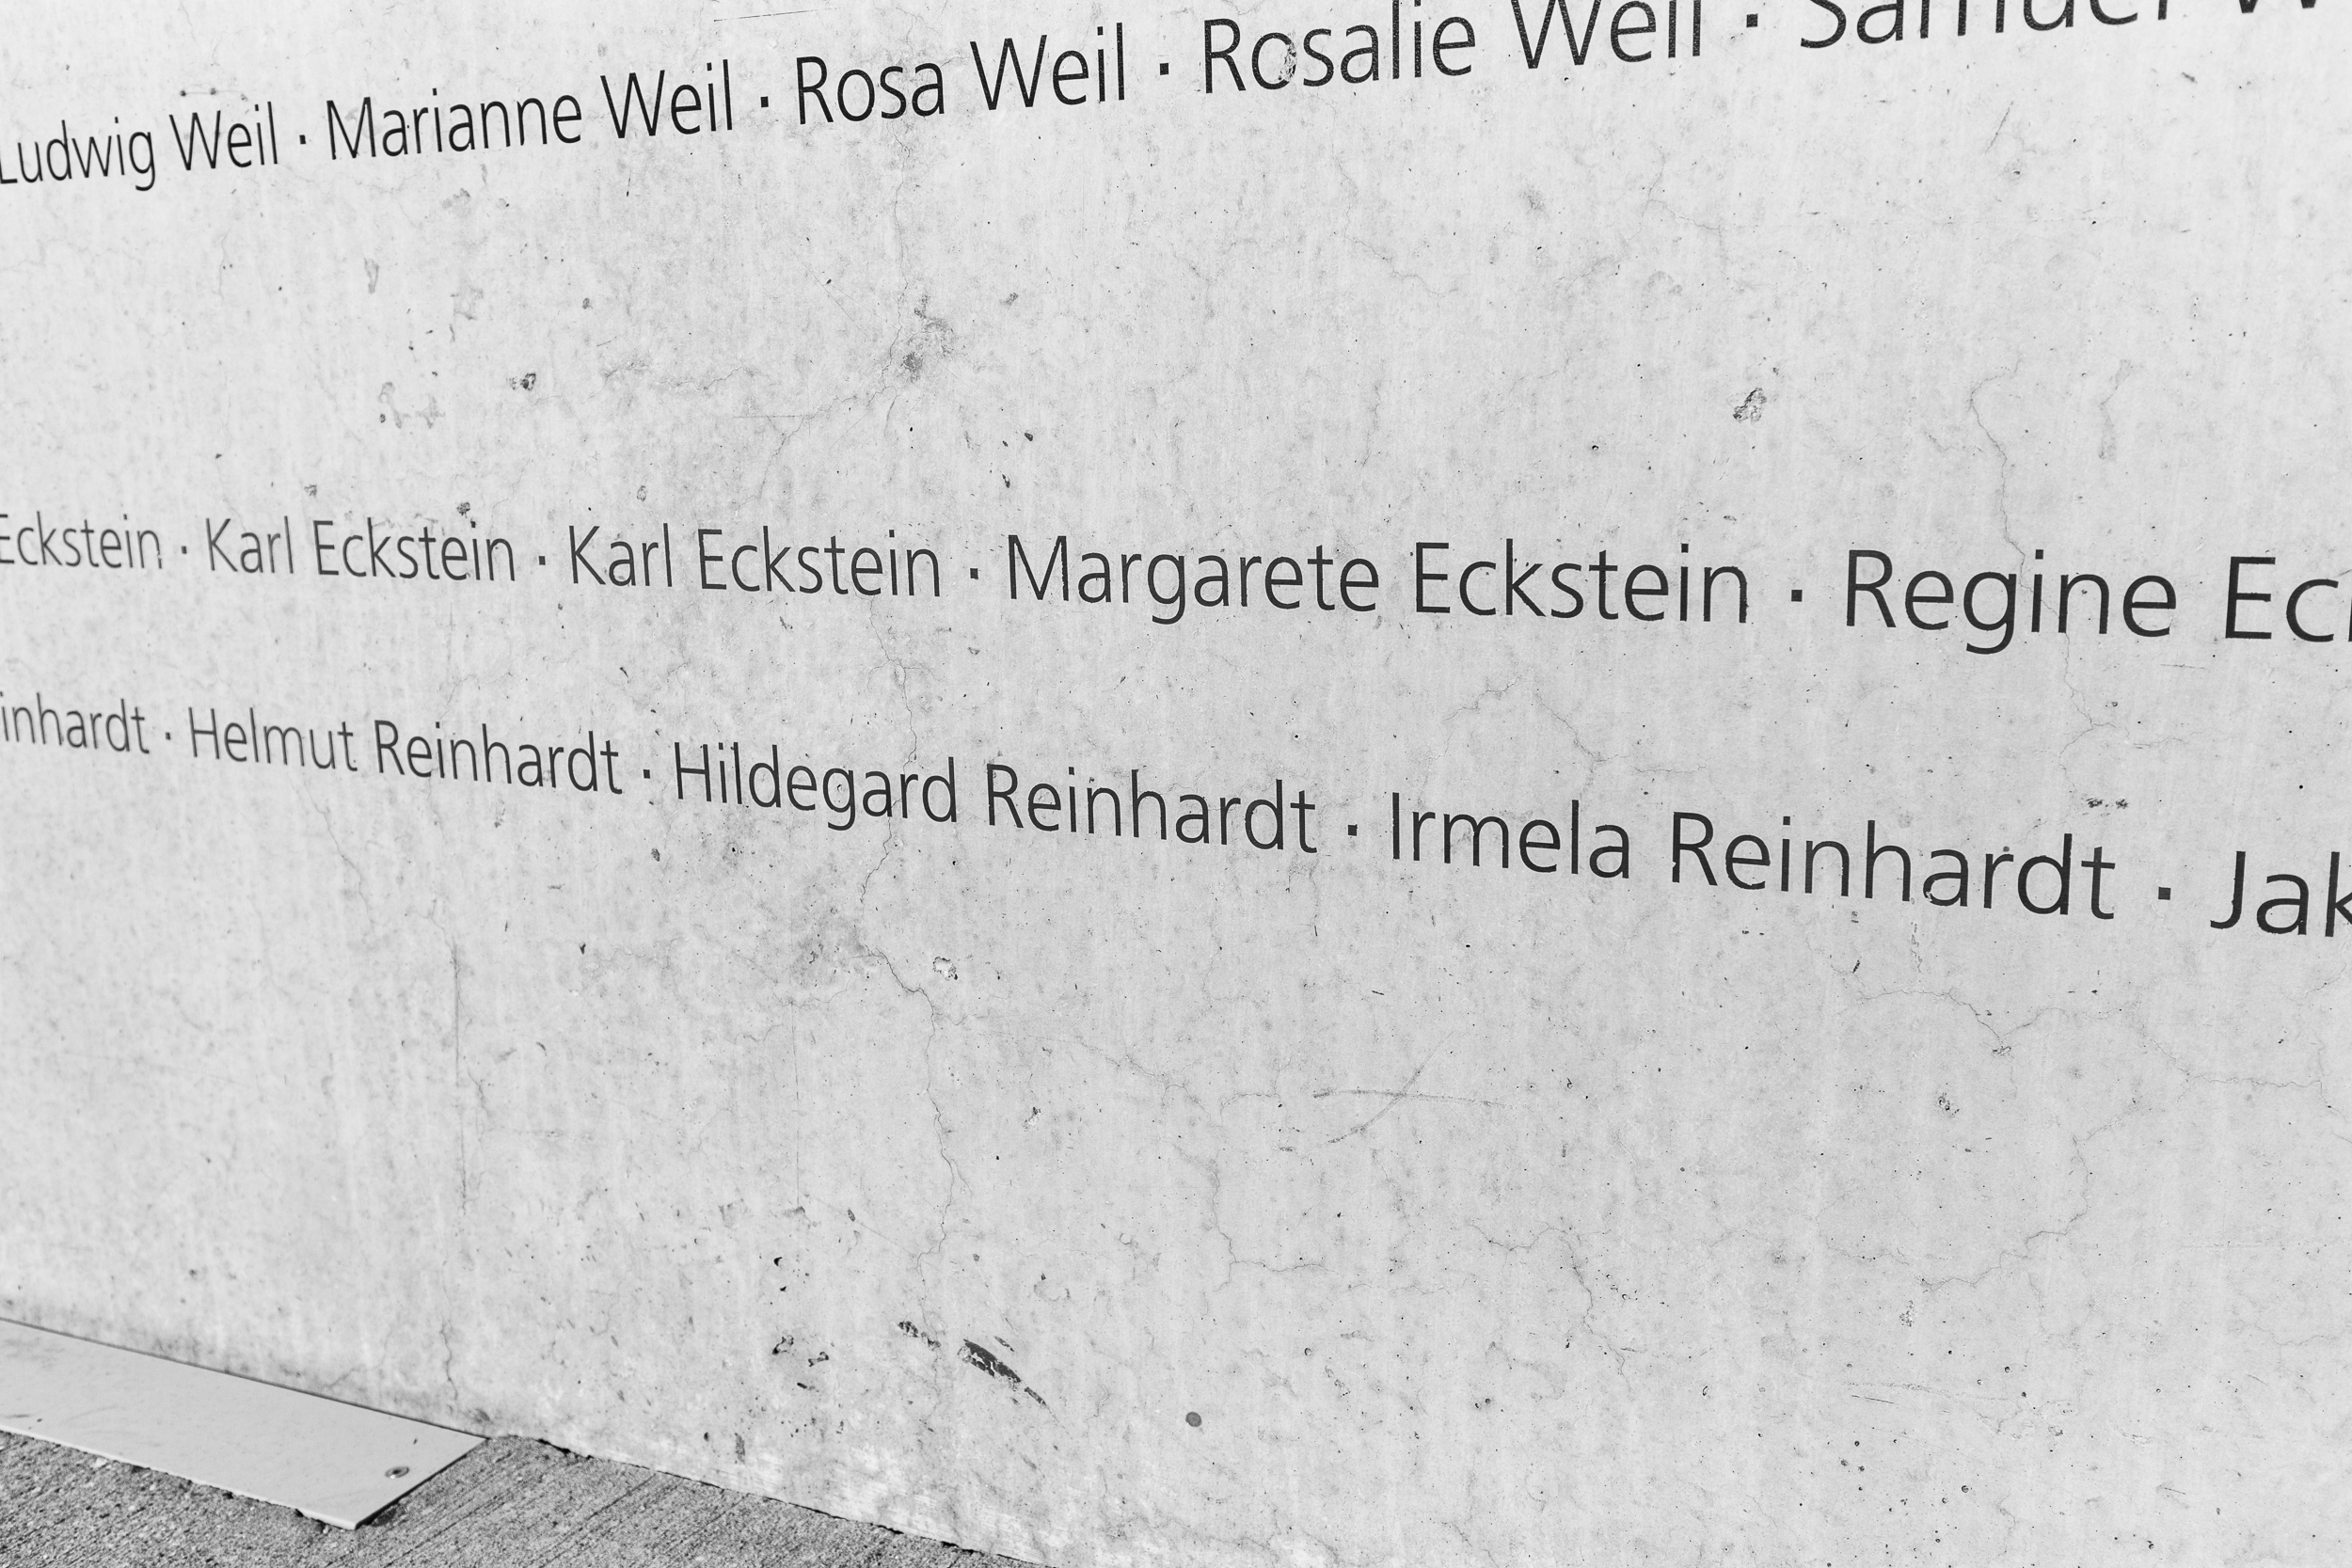 Ludwig Weil · Marianne Weil · Rosa Weil · Rosalie Weil · Samuel
Eckstein · Karl Eckstein · Karl Eckstein · Margarete Eckstein · Regine
Helmut Reinhardt · Hildegard Reinhardt · Irmela Reinhardt ·